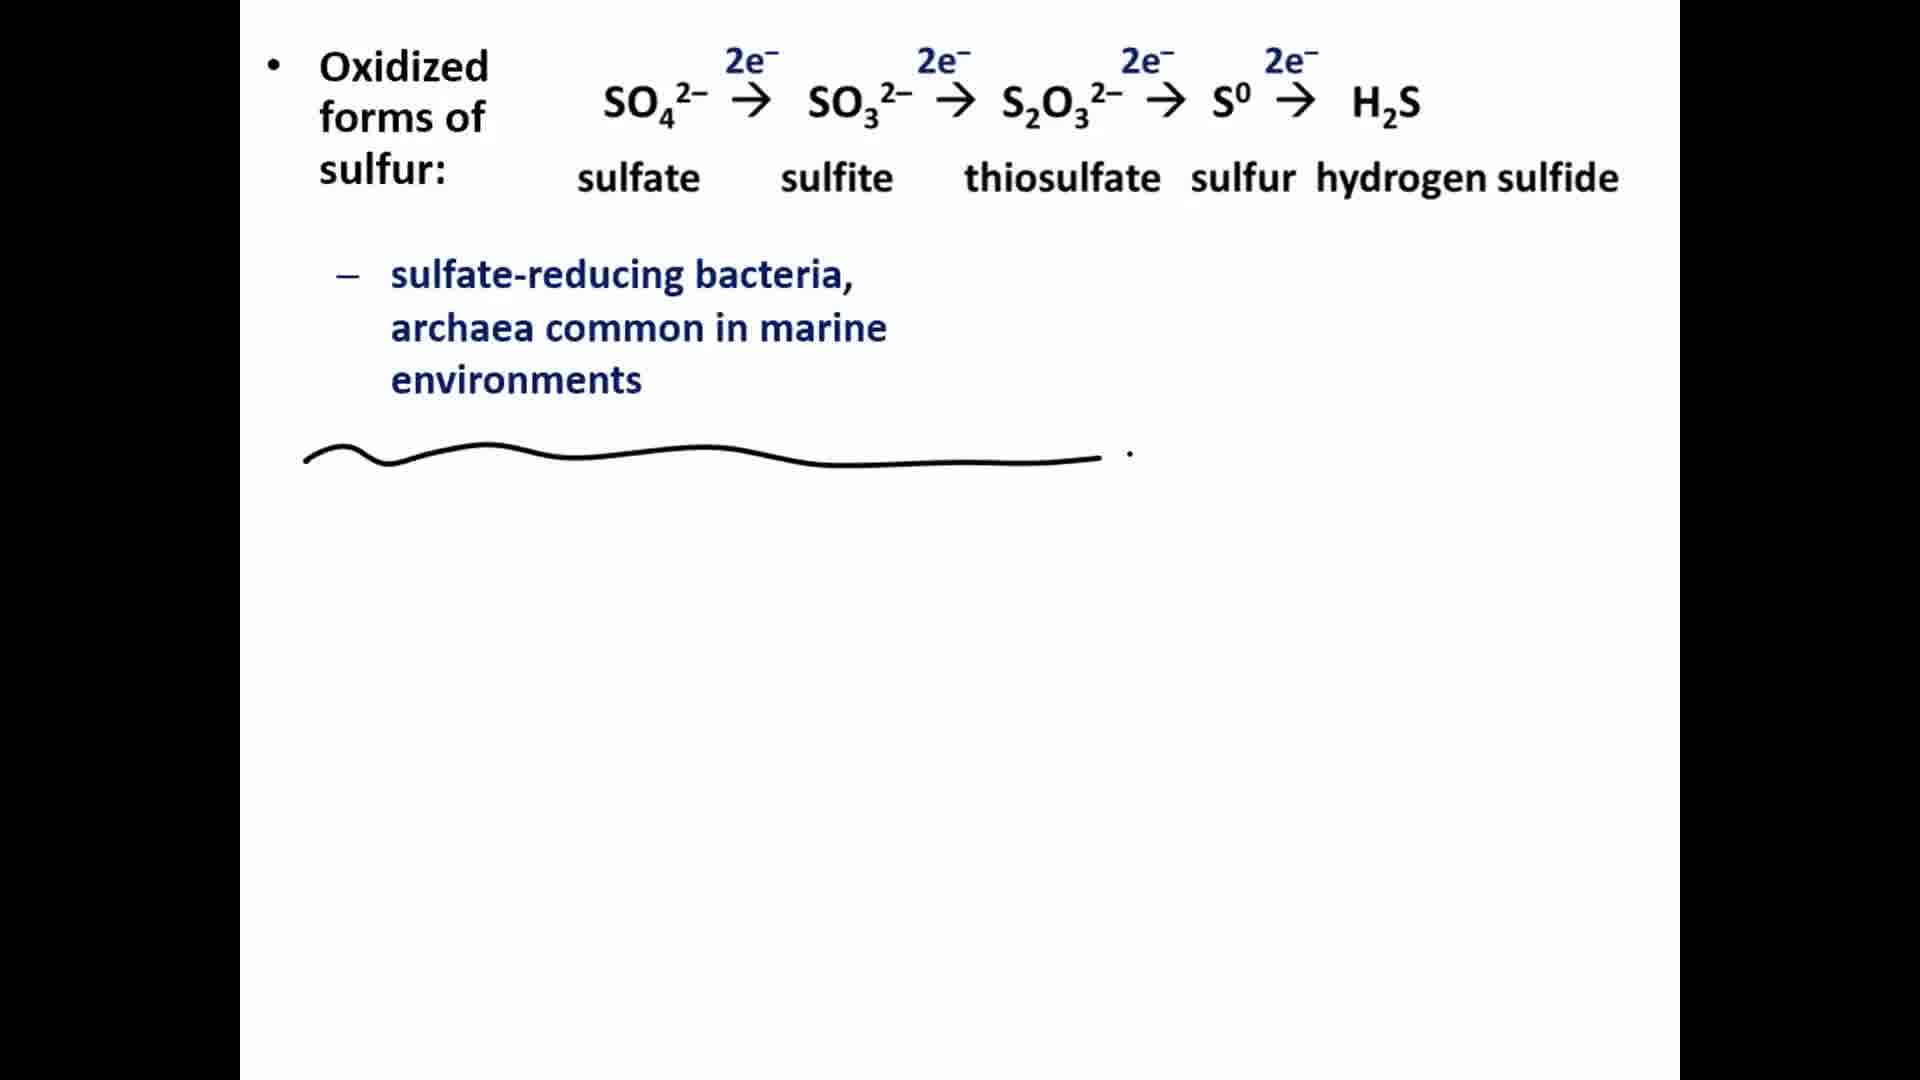 • Oxidized
forms of
sulfur:
2e⁻ 2e⁻ 2e⁻ 2e⁻
SO₄²⁻ → SO₃²⁻ → S₂O₃²⁻ → S⁰ → H₂S
sulfate sulfite thiosulfate sulfur hydrogen sulfide
– sulfate-reducing bacteria,
archaea common in marine
environments